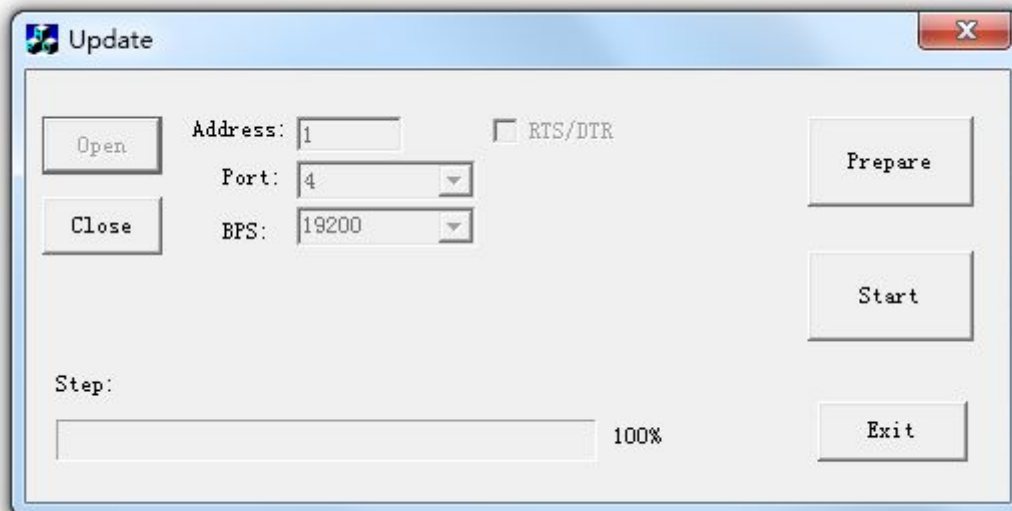 Update
Open
Address: 1
RTS/DTR
Prepare
Port: 4
Close
BPS: 19200
Start
Step:
100%
Exit